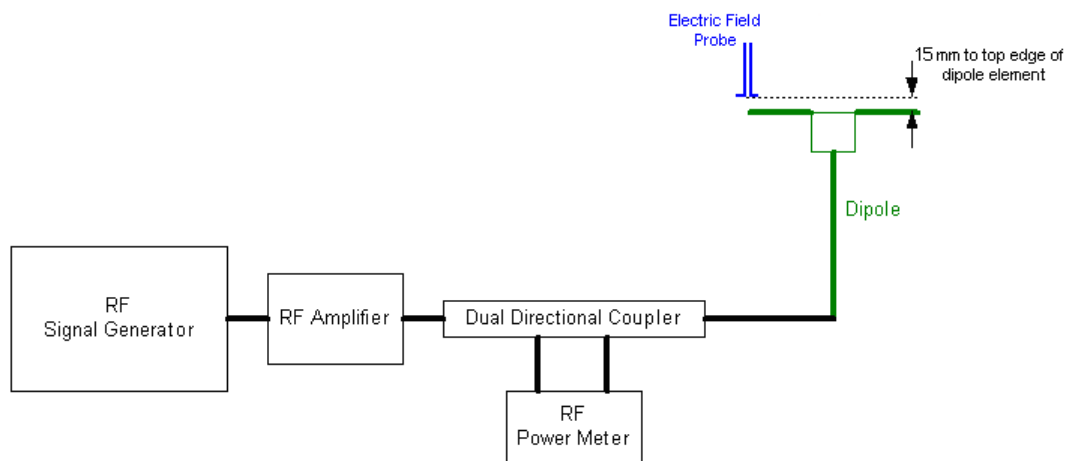 Electric Field
Probe
15 mm to top edge of
dipole element
Dipole
RF
Signal Generator
RF Amplifier
Dual Directional Coupler
RF
Power Meter